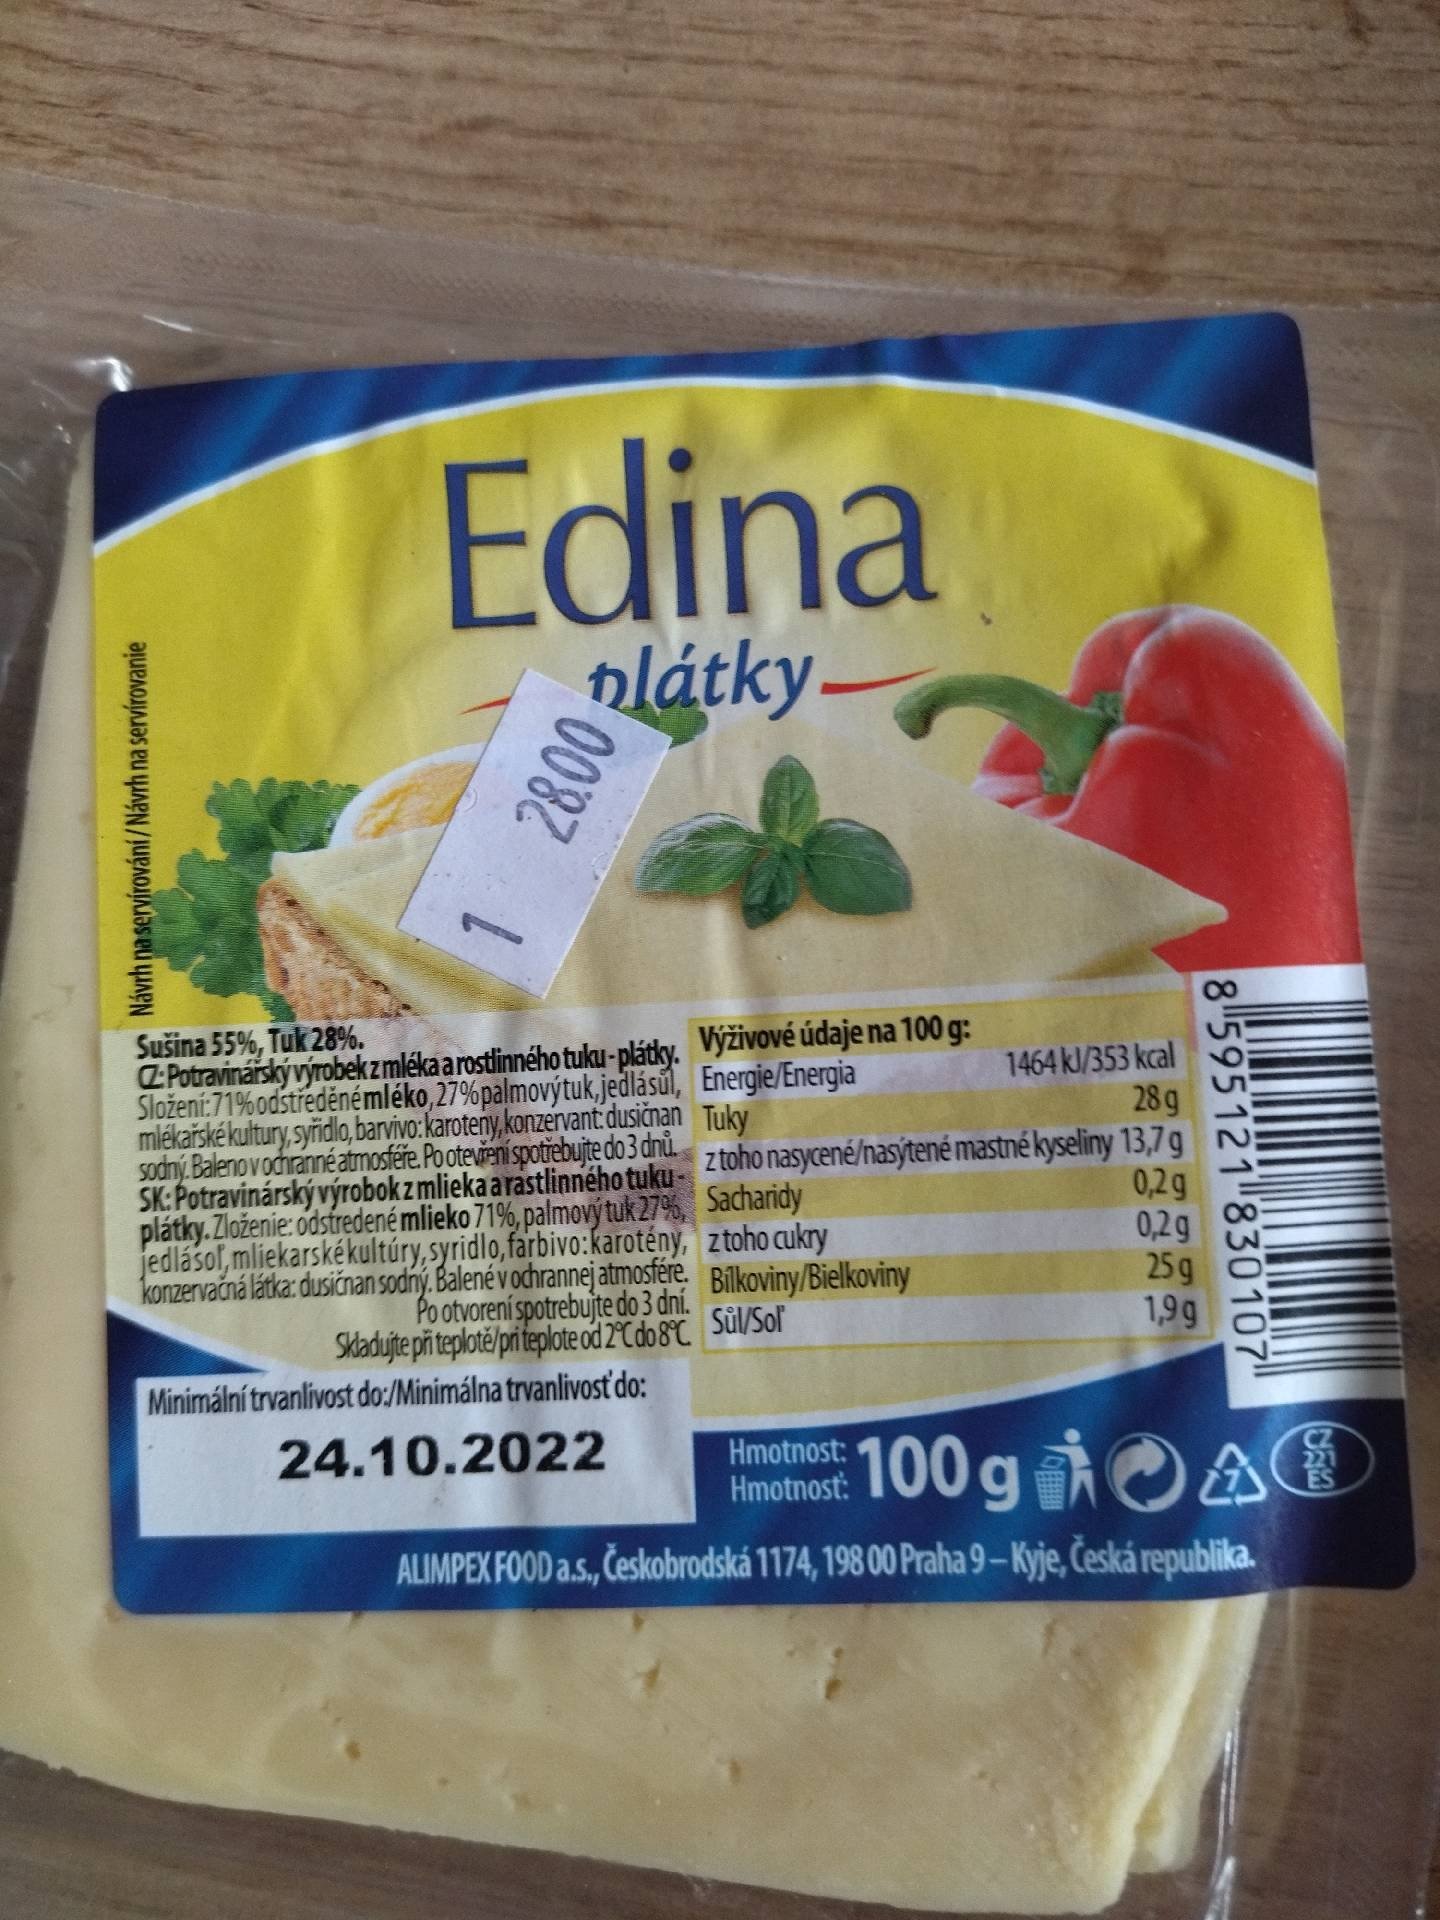 Edina
plátky
1 28.00
Návrh na servírování / Návrh na servírovanie
Sušina 55%, Tuk 28%.
CZ: Potravinářský výrobek z mléka a rostlinného tuku - plátky.
Složení: 71% odstředěné mléko, 27% palmový tuk, jedlá sůl,
mlékařské kultury, syřidlo, barvivo: karoteny, konzervant: dusičnan
sodný. Baleno v ochranné atmosféře. Po otevření spotřebujte do 3 dnů.
SK: Potravinárský výrobok z mlieka a rastlinného tuku -
plátky. Zloženie: odstredené mlieko 71%, palmový tuk 27%,
jedlá soľ, mliekarské kultúry, syridlo, farbivo: karotény,
konzervačná látka: dusičnan sodný. Balené v ochrannej atmosfére.
Po otvorení spotrebujte do 3 dní.
Skladujte při teplotě/pri teplote od 2°C do 8°C.
Výživové údaje na 100 g:
Energie/Energia 1464 kJ/353 kcal
Tuky 28 g
z toho nasycené/nasýtené mastné kyseliny 13,7 g
Sacharidy 0,2 g
z toho cukry 0,2 g
Bílkoviny/Bielkoviny 25 g
Sůl/Soľ 1,9 g
8 595121 830107
Minimální trvanlivost do:/Minimálna trvanlivosť do:
24.10.2022
Hmotnost:
Hmotnosť: 100 g
7
CZ
221
ES
ALIMPEX FOOD a.s., Českobrodská 1174, 198 00 Praha 9 – Kyje, Česká republika.